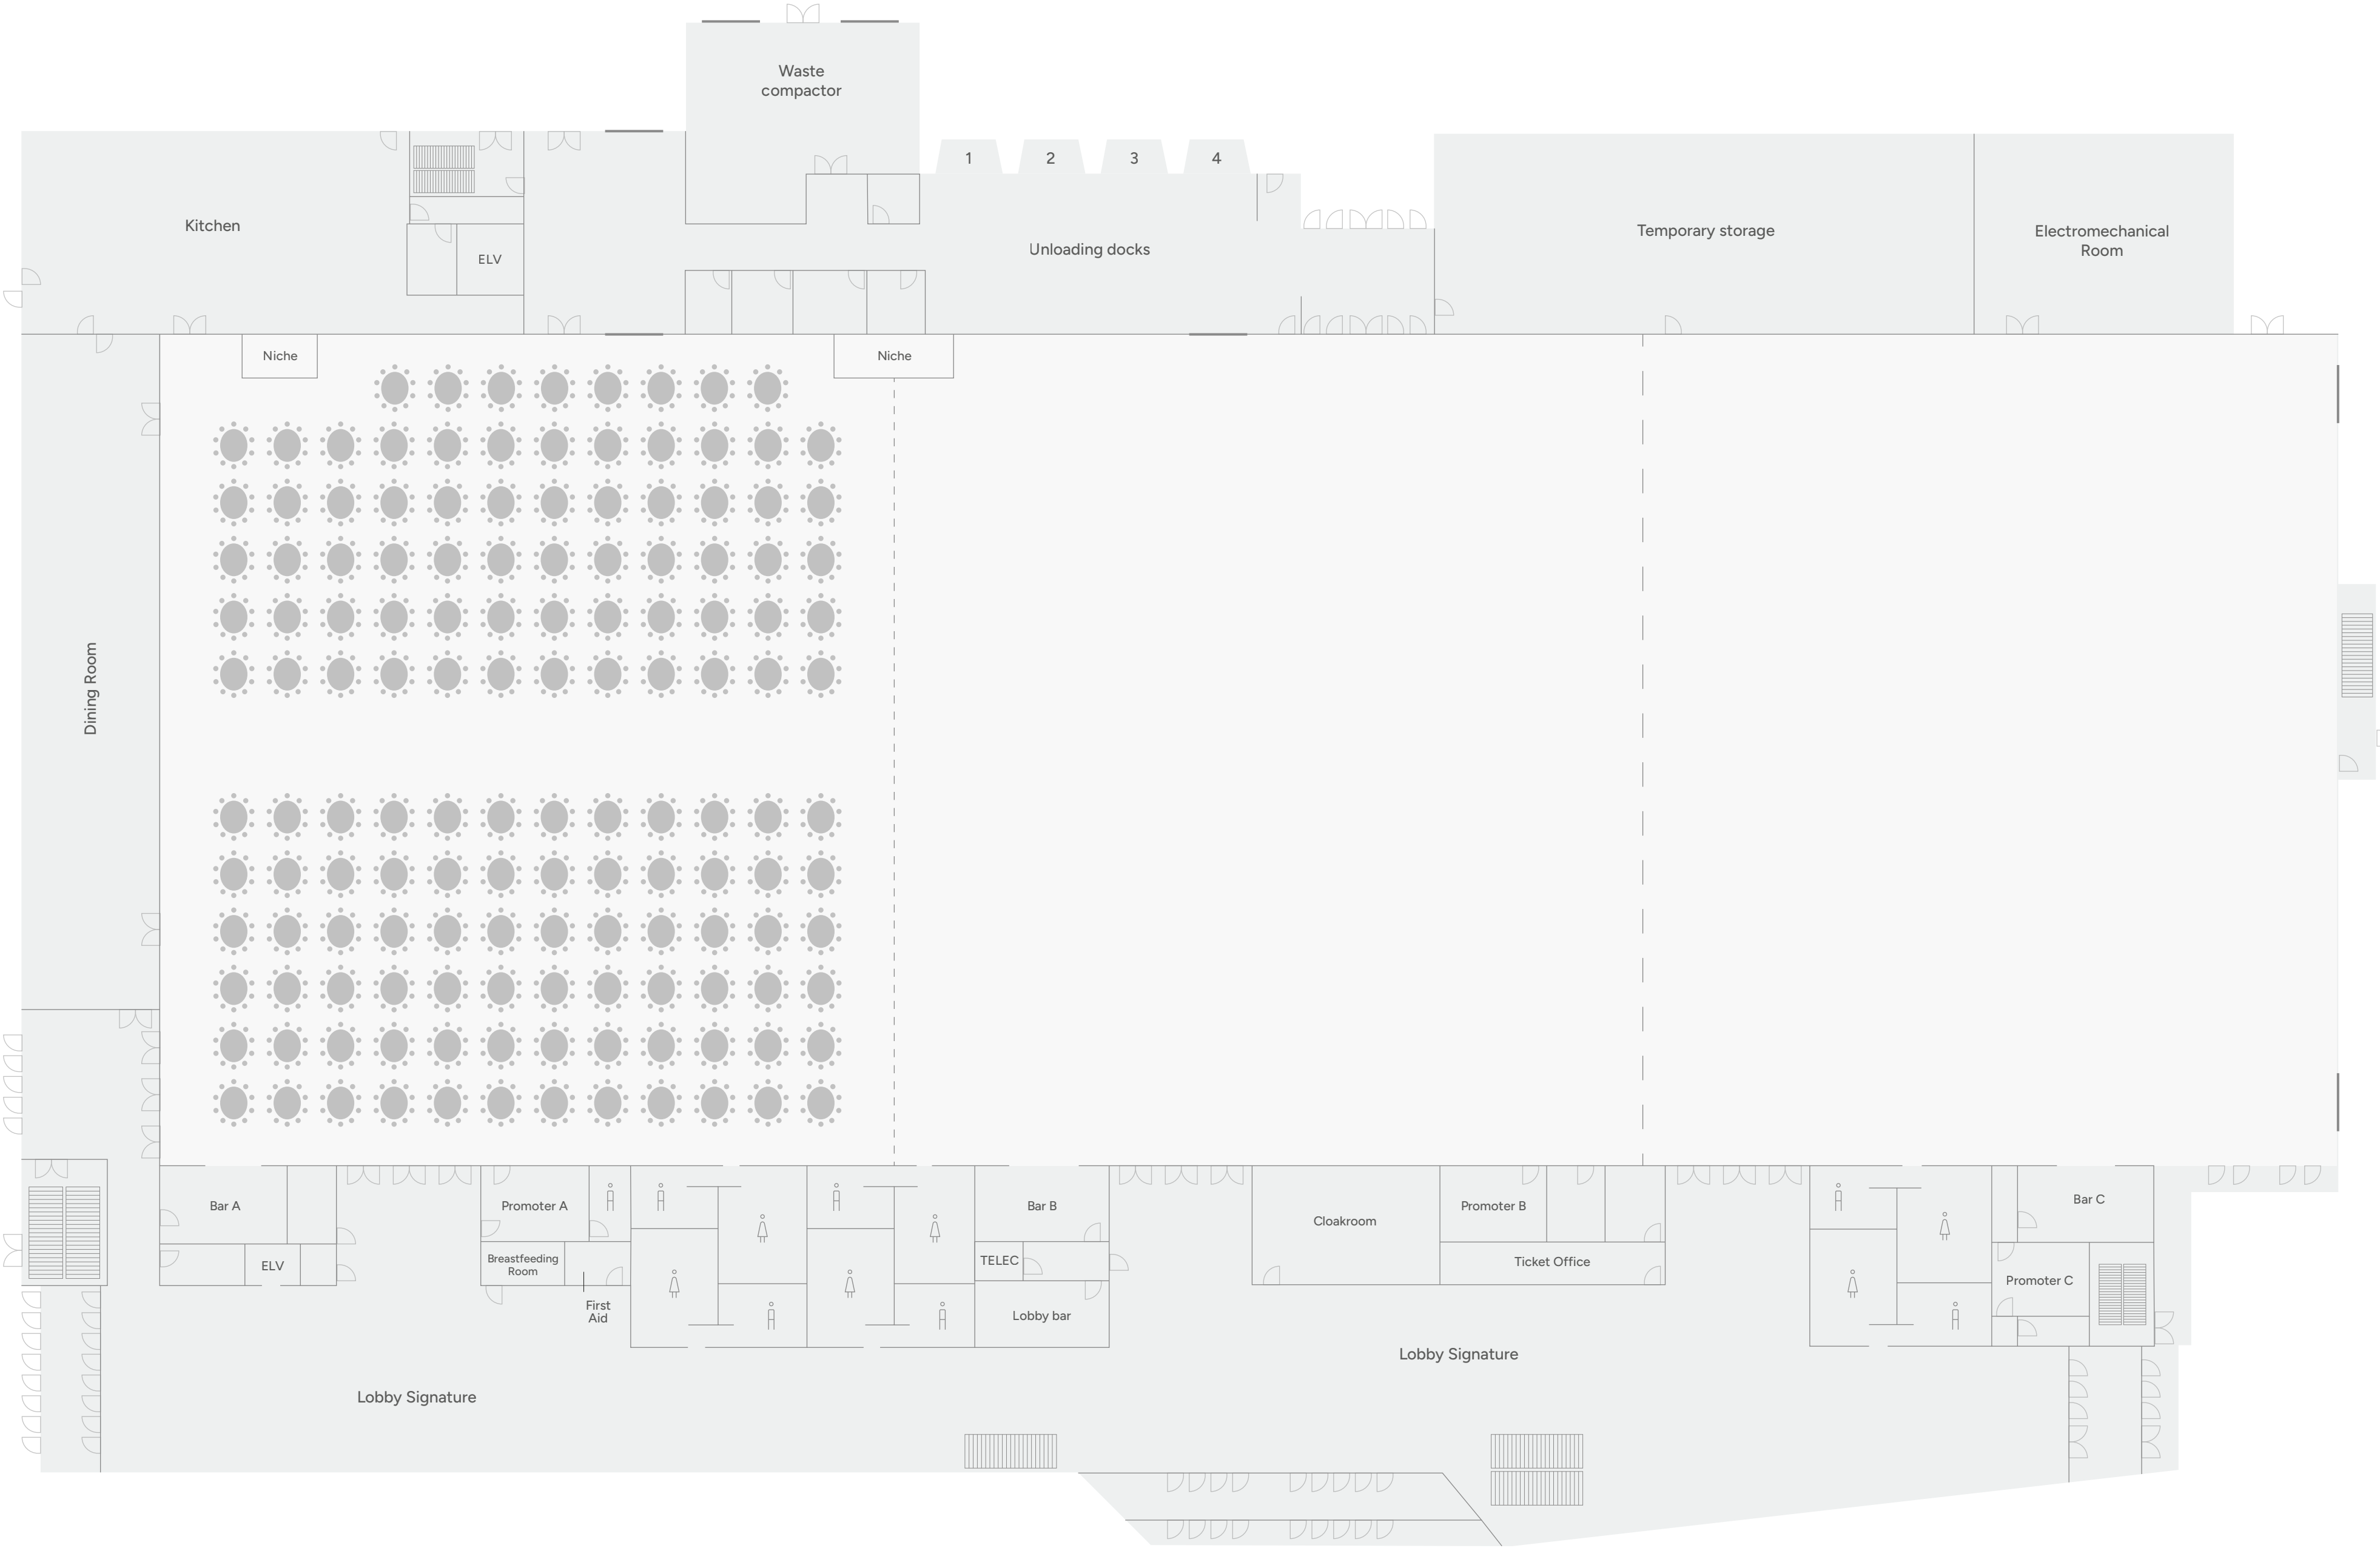 Waste
compactor
1
2
3
4
Kitchen
ELV
Unloading docks
Temporary storage
Electromechanical
Room
Niche
Niche
Dining Room
Bar A
ELV
Promoter A
Breastfeeding
Room
First
Aid
Bar B
TELEC
Lobby bar
Cloakroom
Promoter B
Ticket Office
Bar C
Promoter C
Lobby Signature
Lobby Signature